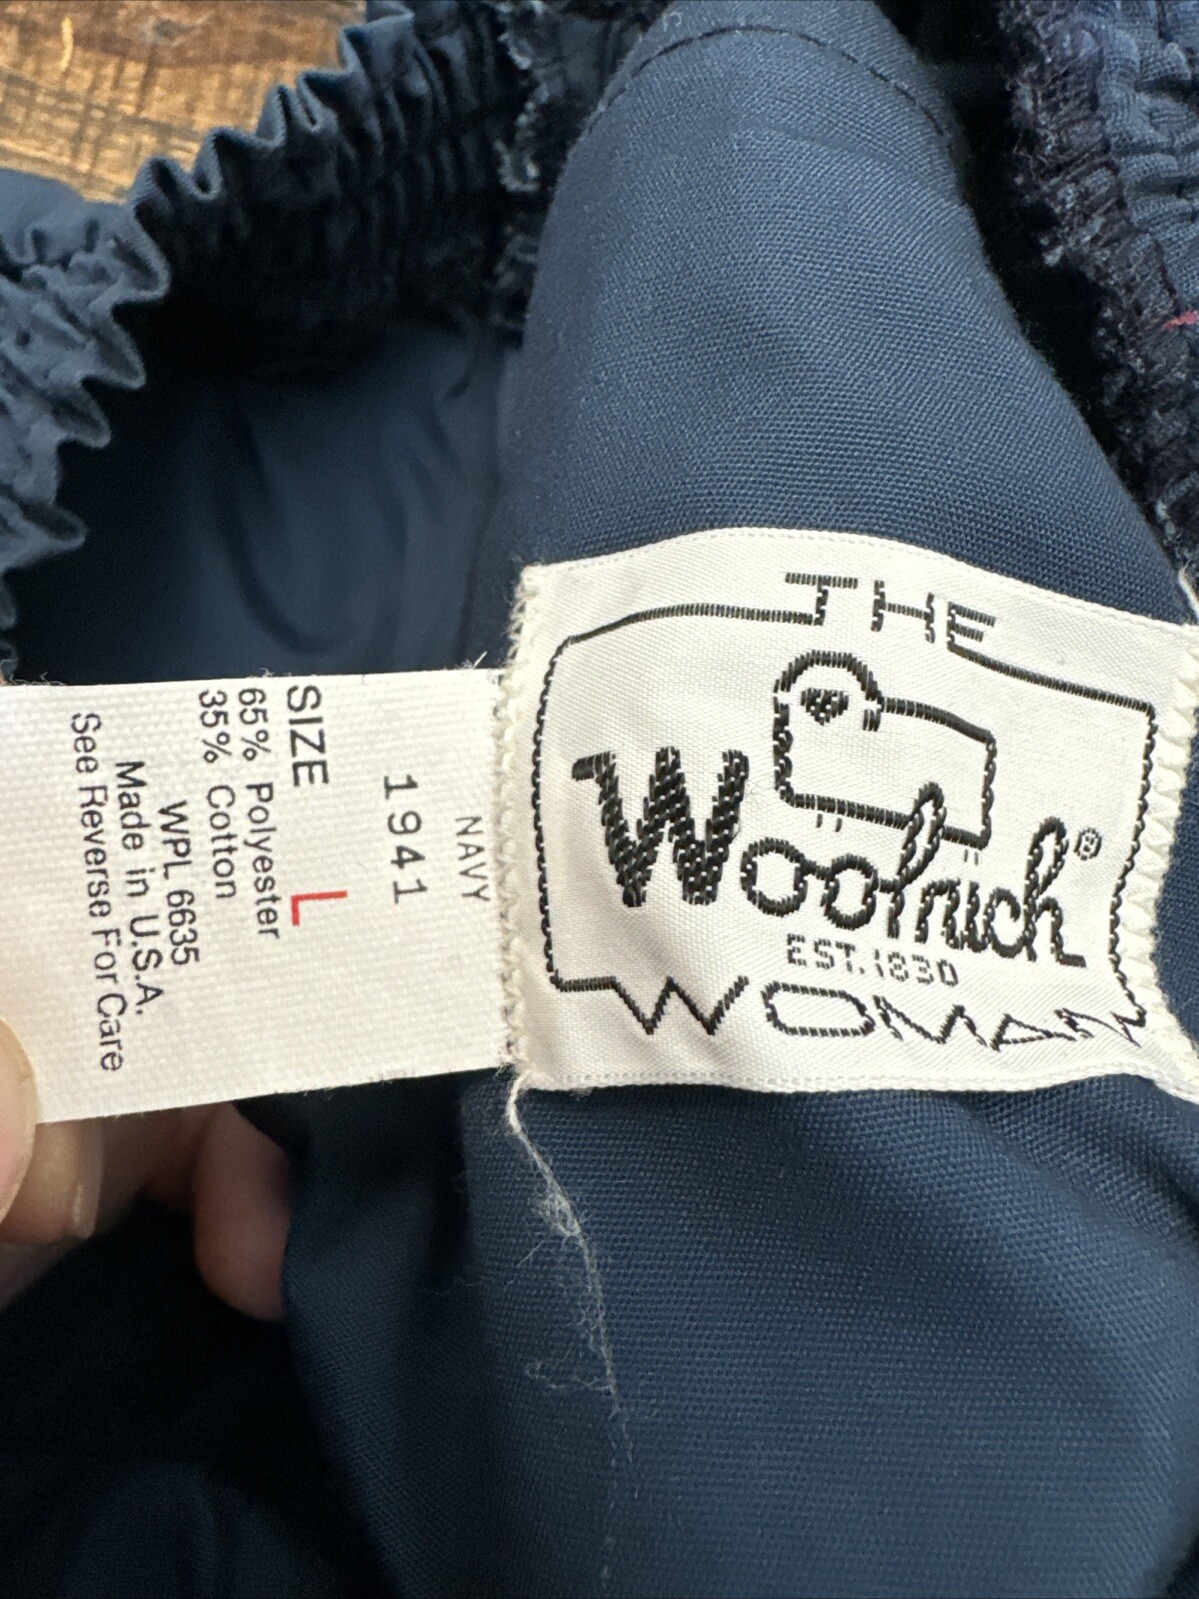 THE
Woolrich®
EST. 1830
WOMAN
NAVY
1941
SIZE L
65% Polyester
35% Cotton
WPL 6635
Made in U.S.A.
See Reverse For Care